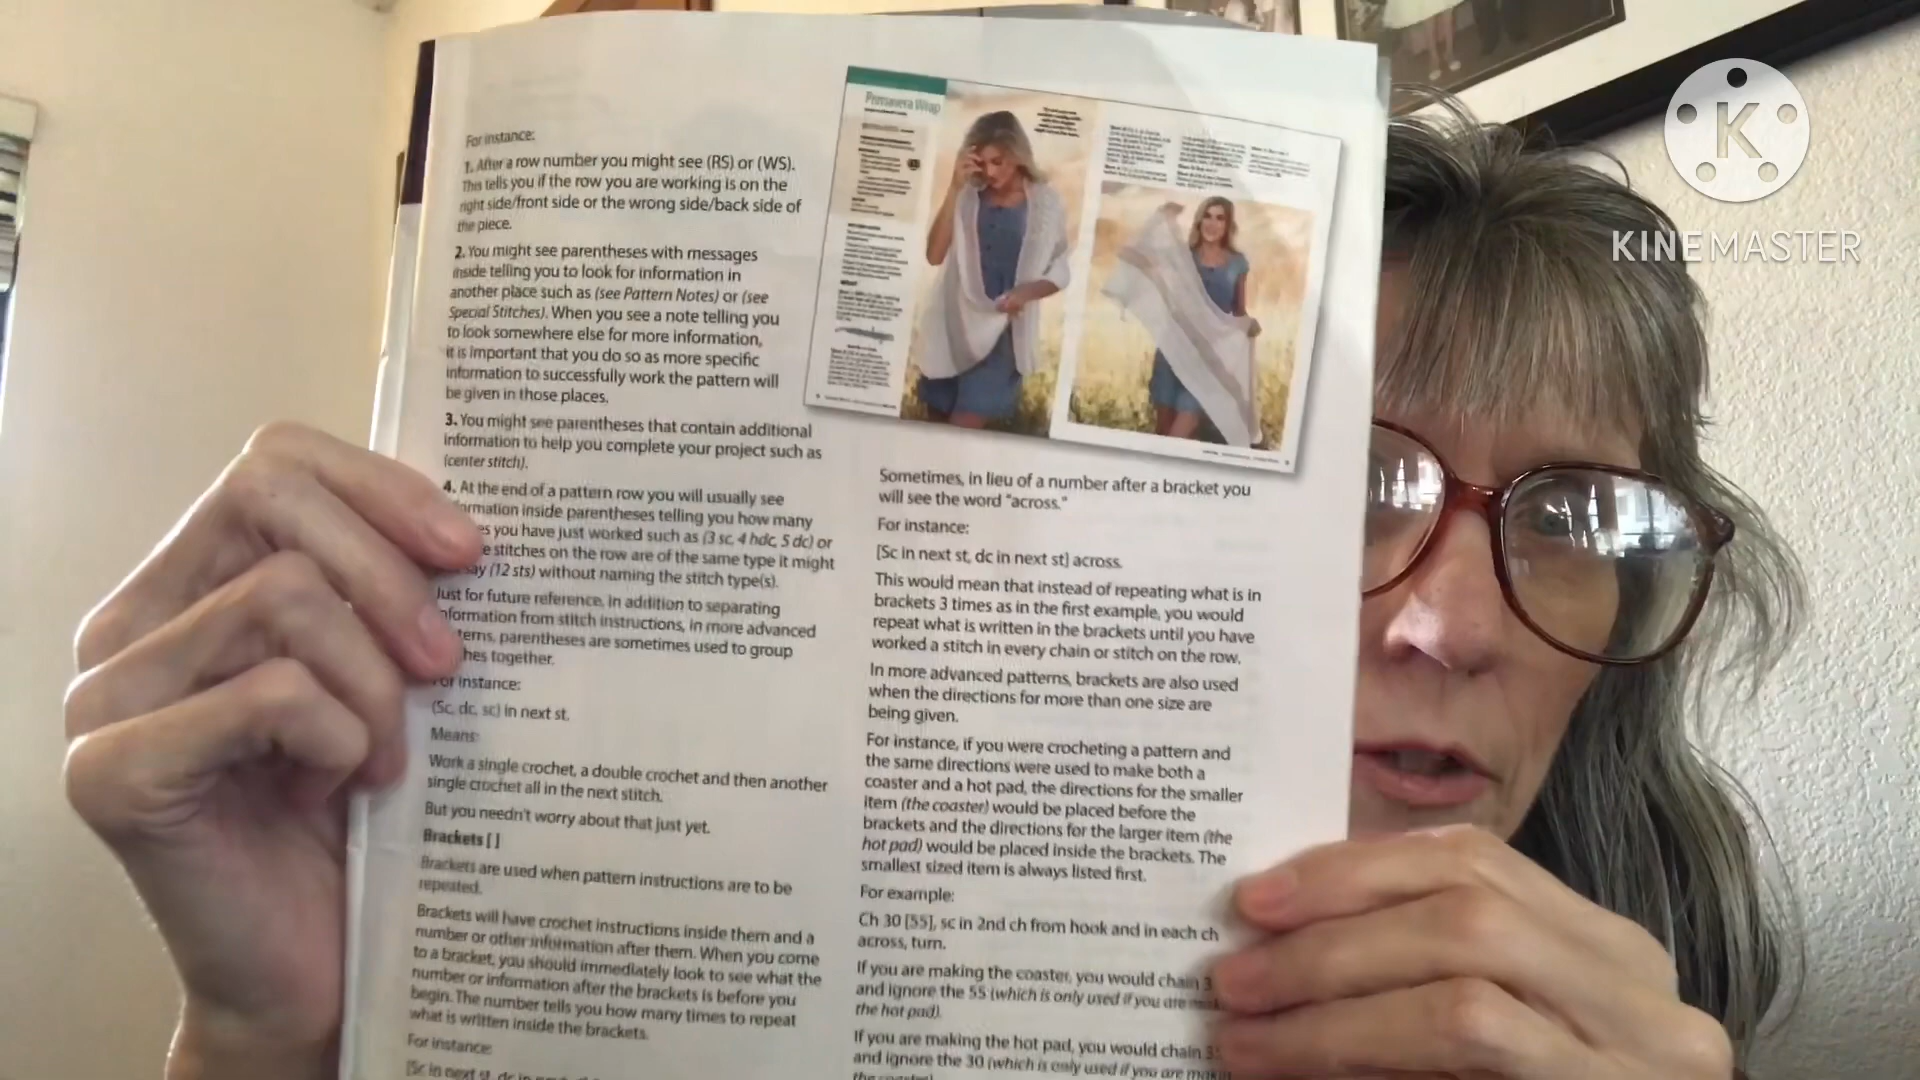 For instance:
1. After a row number you might see (RS) or (WS).
This tells you if the row you are working is on the
right side/front side or the wrong side/back side of
the piece.
2. You might see parentheses with messages
inside telling you to look for information in
another place such as (see Pattern Notes) or (see
Special Stitches). When you see a note telling you
to look somewhere else for more information,
it is important that you do so as more specific
information to successfully work the pattern will
be given in those places.
3. You might see parentheses that contain additional
information to help you complete your project such as
(center stitch).
4. At the end of a pattern row you will usually see
rmation inside parentheses telling you how many
es you have just worked such as (3 sc, 4 hdc, 5 dc) or
e stitches on the row are of the same type it might
say (12 sts) without naming the stitch type(s).
Just for future reference, in addition to separating
information from stitch instructions, in more advanced
terns, parentheses are sometimes used to group
hes together.
For instance:
(Sc, dc, sc) in next st.
Means:
Work a single crochet, a double crochet and then another
single crochet all in the next stitch.
But you needn't worry about that just yet.
Brackets [ ]
Brackets are used when pattern instructions are to be
repeated.
Brackets will have crochet instructions inside them and a
number or other information after them. When you come
to a bracket, you should immediately look to see what the
number or information after the brackets is before you
begin. The number tells you how many times to repeat
what is written inside the brackets.
For instance:
[Sc in next st, dc in
Primavera Wrap
Sometimes, in lieu of a number after a bracket you
will see the word "across."
For instance:
[Sc in next st, dc in next st] across.
This would mean that instead of repeating what is in
brackets 3 times as in the first example, you would
repeat what is written in the brackets until you have
worked a stitch in every chain or stitch on the row.
In more advanced patterns, brackets are also used
when the directions for more than one size are
being given.
For instance, if you were crocheting a pattern and
the same directions were used to make both a
coaster and a hot pad, the directions for the smaller
item (the coaster) would be placed before the
brackets and the directions for the larger item (the
hot pad) would be placed inside the brackets. The
smallest sized item is always listed first.
For example:
Ch 30 [55], sc in 2nd ch from hook and in each ch
across, turn.
If you are making the coaster, you would chain 3
and ignore the 55 (which is only used if you are
the hot pad).
If you are making the hot pad, you would chain
and ignore the 30 (which is only used if you are
the coaster)
K
KINEMASTER